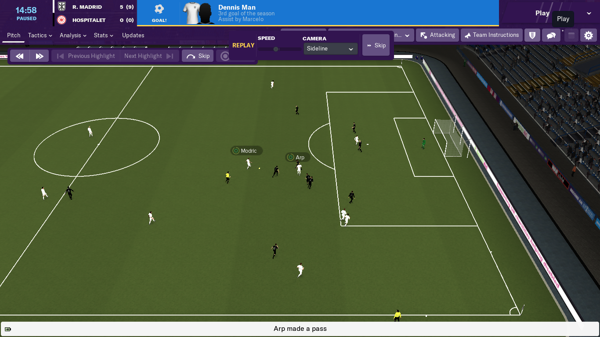 14:58
PAUSED
R. MADRID 5 (9)
HOSPITALET 0 (0)
GOAL!
Dennis Man
3rd goal of the season
Assist by Marcelo
Play
Play
Pitch Tactics Analysis Stats Updates
Attacking Team Instructions
REPLAY
SPEED
CAMERA
Sideline
Skip
Previous Highlight Next Highlight Skip
Modric
Arp
Arp made a pass